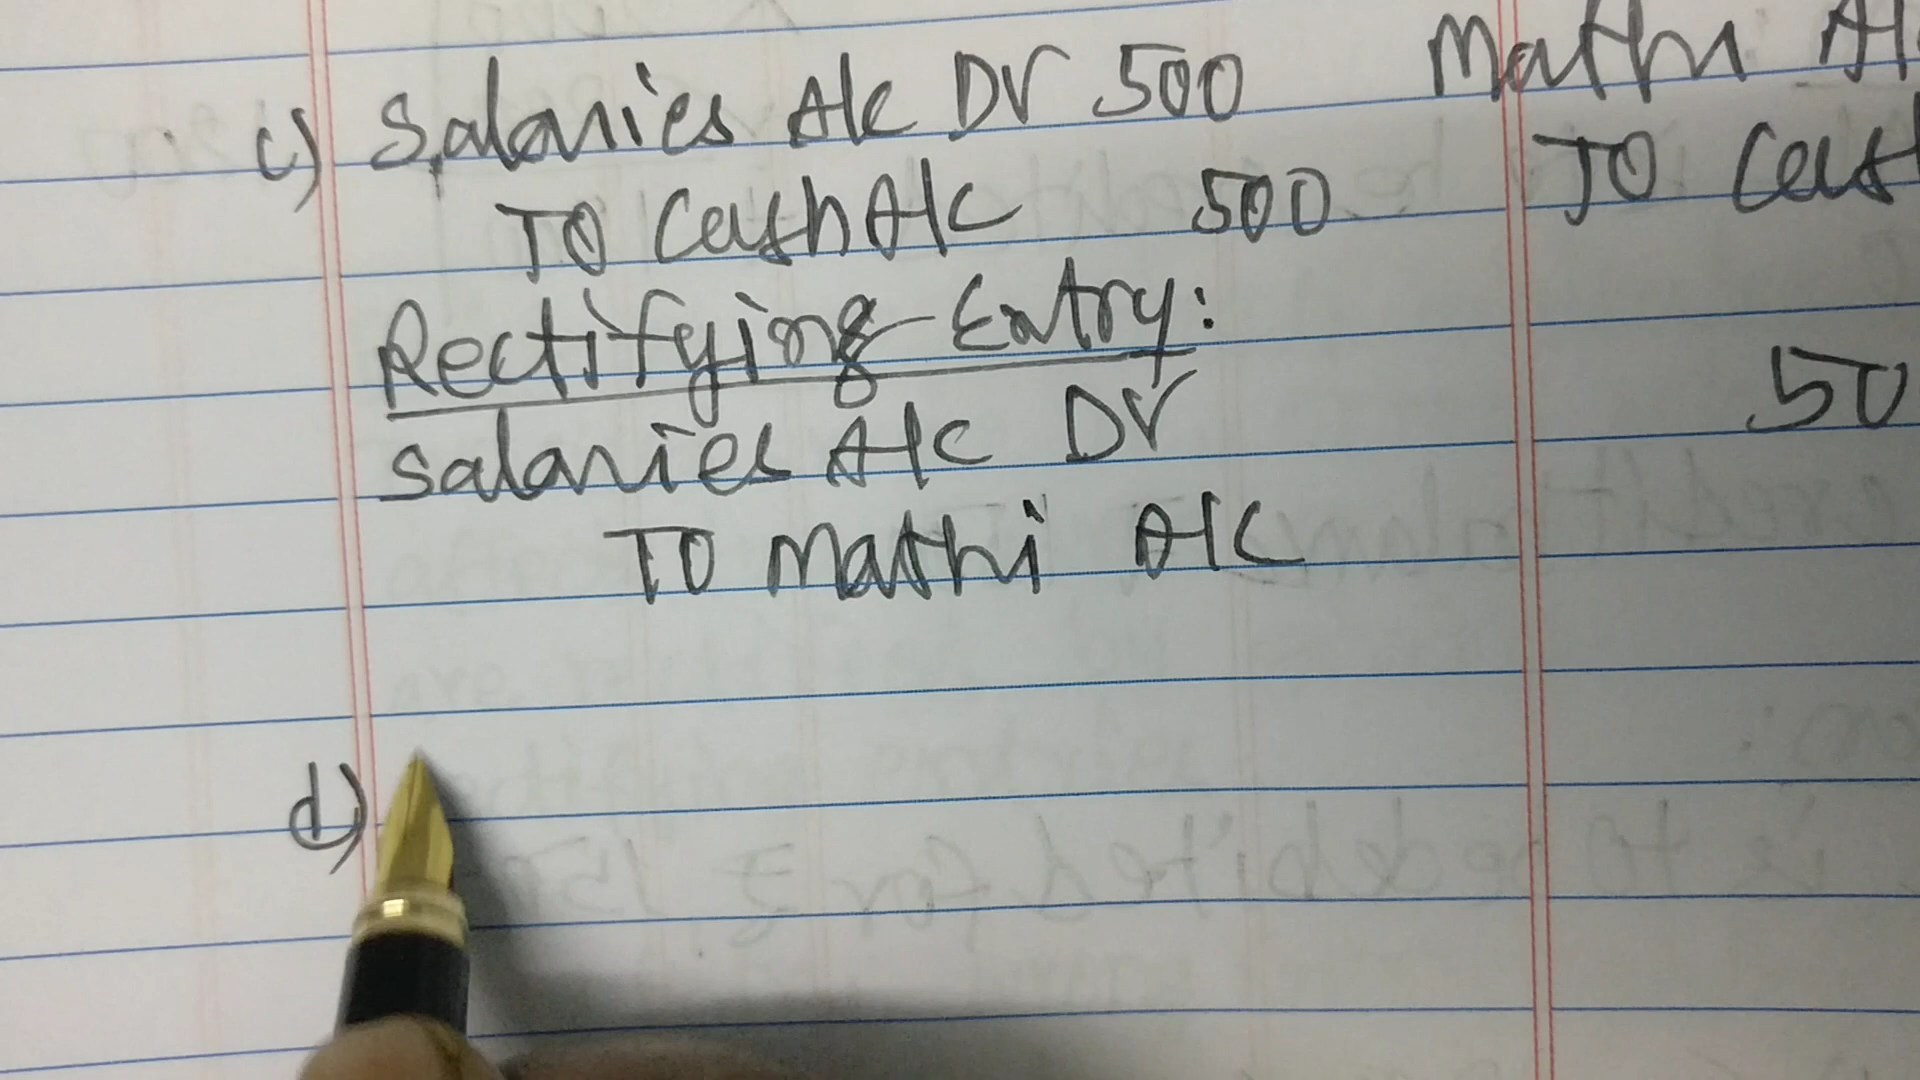 c) Salaries A/c Dr 500
To Cash A/c 500
Rectifying Entry:
Salaries A/c Dr
To Mathi A/c
d)
Mathi A/
To Cash
50